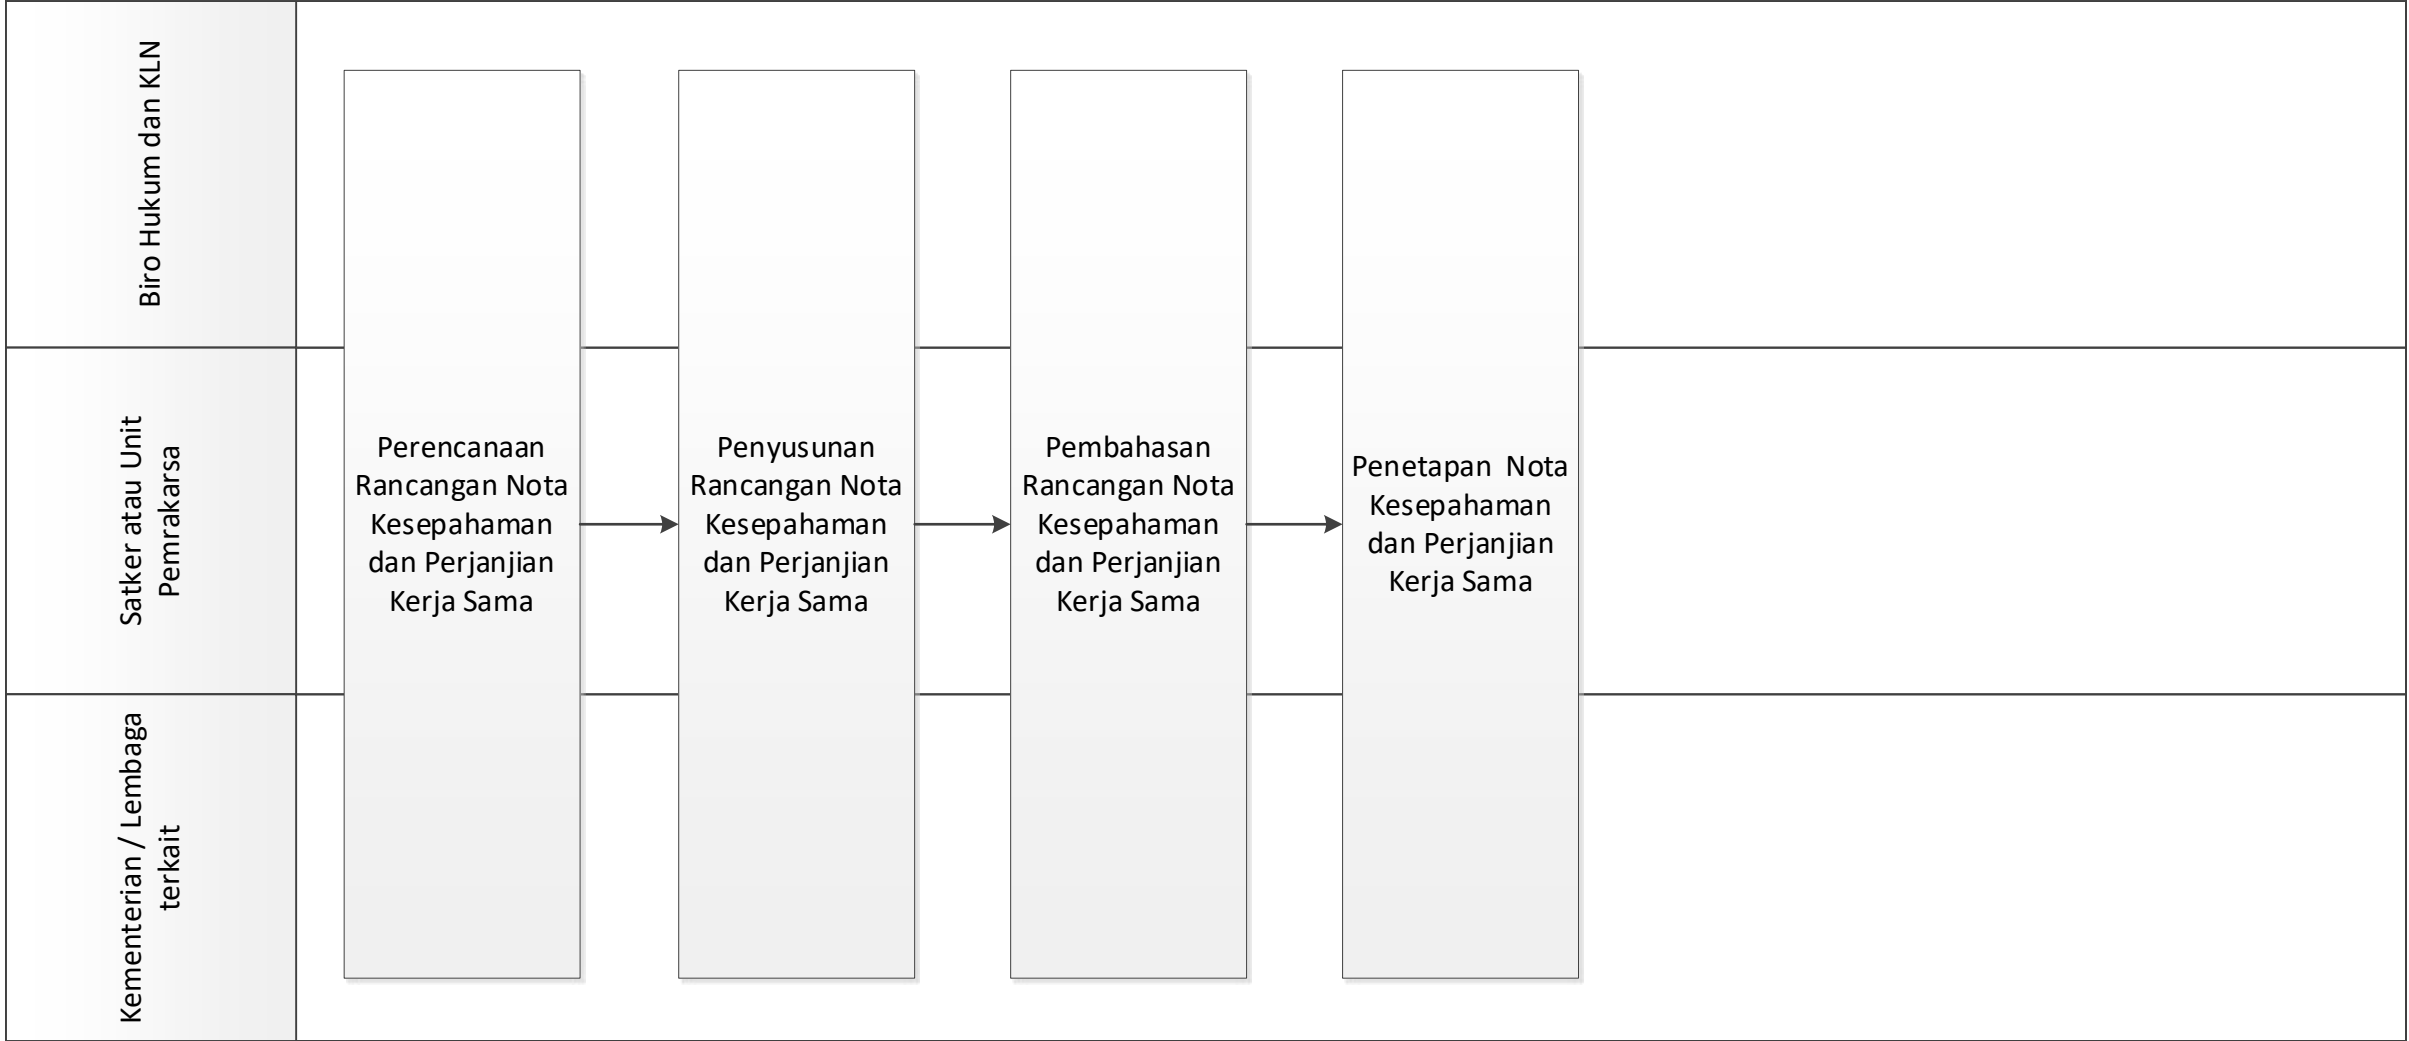 Biro Hukum dan KLN
Satker atau Unit
Pemrakarsa
Kementerian / Lembaga
terkait
Perencanaan
Rancangan Nota
Kesepahaman
dan Perjanjian
Kerja Sama
Penyusunan
Rancangan Nota
Kesepahaman
dan Perjanjian
Kerja Sama
Pembahasan
Rancangan Nota
Kesepahaman
dan Perjanjian
Kerja Sama
Penetapan  Nota
Kesepahaman
dan Perjanjian
Kerja Sama